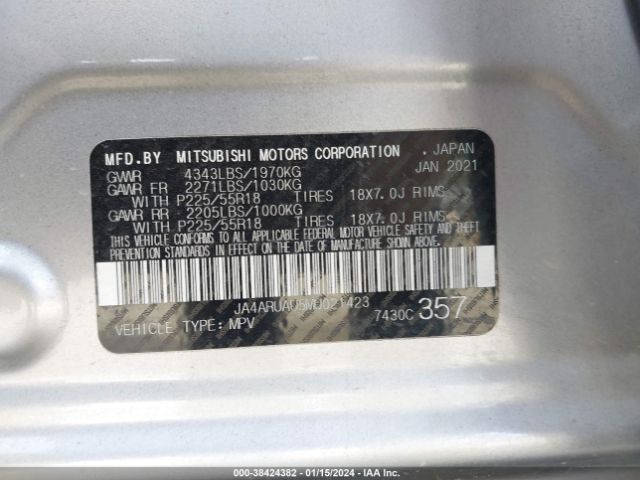 MFD.BY MITSUBISHI MOTORS CORPORATION . JAPAN
GVWR 4343LBS/1970KG JAN 2021
GAWR FR 2271LBS/1030KG
WITH P225/55R18 TIRES 18X7.0J RIMS
GAWR RR 2205LBS/1000KG
WITH P225/55R18 TIRES 18X7.0J RIMS
THIS VEHICLE CONFORMS TO ALL APPLICABLE FEDERAL MOTOR VEHICLE SAFETY AND THEFT
PREVENTION STANDARDS IN EFFECT ON THE DATE OF MANUFACTURE SHOWN ABOVE.
JA4ARUAU5MU021423
VEHICLE TYPE: MPV 7430C 357
000-38424382 - 01/15/2024 - IAA Inc.